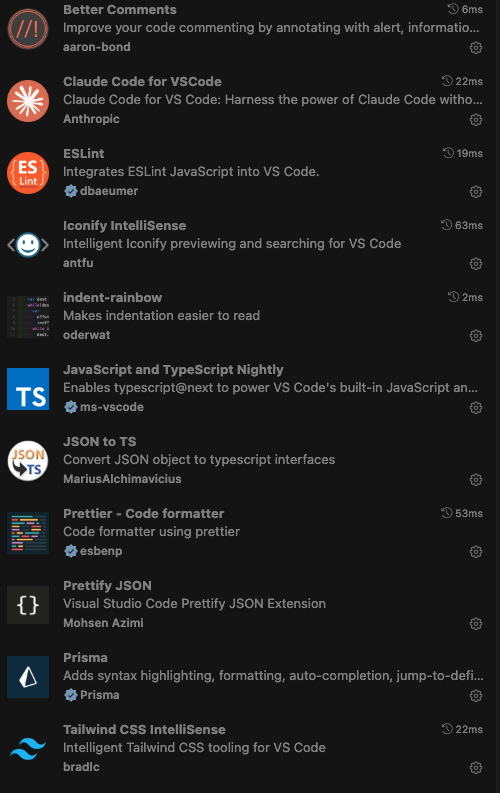 Better Comments 6ms
Improve your code commenting by annotating with alert, informatio...
aaron-bond
Claude Code for VSCode 22ms
Claude Code for VS Code: Harness the power of Claude Code witho...
Anthropic
ESLint 19ms
Integrates ESLint JavaScript into VS Code.
dbaeumer
Iconify IntelliSense 63ms
Intelligent Iconify previewing and searching for VS Code
antfu
indent-rainbow 2ms
Makes indentation easier to read
oderwat
JavaScript and TypeScript Nightly
Enables typescript@next to power VS Code's built-in JavaScript an...
ms-vscode
JSON to TS
Convert JSON object to typescript interfaces
MariusAlchimavicius
Prettier - Code formatter 53ms
Code formatter using prettier
esbenp
Prettify JSON
Visual Studio Code Prettify JSON Extension
Mohsen Azimi
Prisma
Adds syntax highlighting, formatting, auto-completion, jump-to-defi...
Prisma
Tailwind CSS IntelliSense 22ms
Intelligent Tailwind CSS tooling for VS Code
bradlc
//!
ES
Lint
TS
JSON
TS
{}